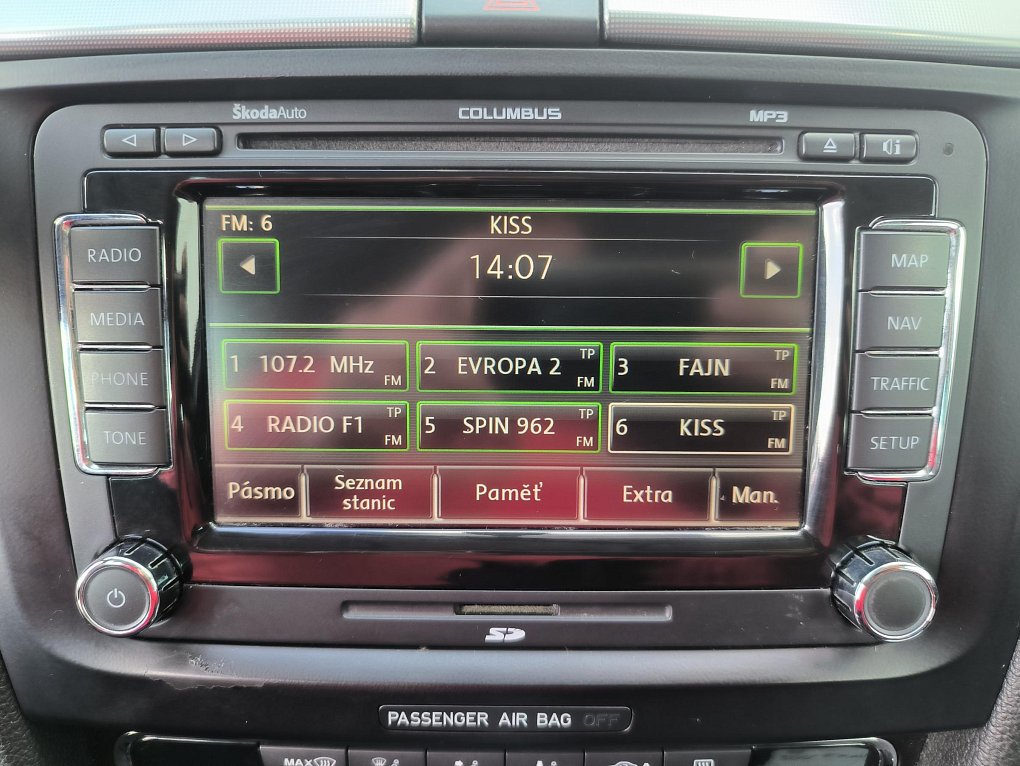 ŠkodaAuto COLUMBUS MP3
FM: 6 KISS
14:07
1 107.2 MHz FM
2 EVROPA 2 TP FM
3 FAJN TP FM
4 RADIO F1 TP FM
5 SPIN 962 TP FM
6 KISS TP FM
Pásmo
Seznam
stanic
Paměť
Extra
Man.
RADIO
MEDIA
PHONE
TONE
MAP
NAV
TRAFFIC
SETUP
SD
PASSENGER AIR BAG OFF
MAX